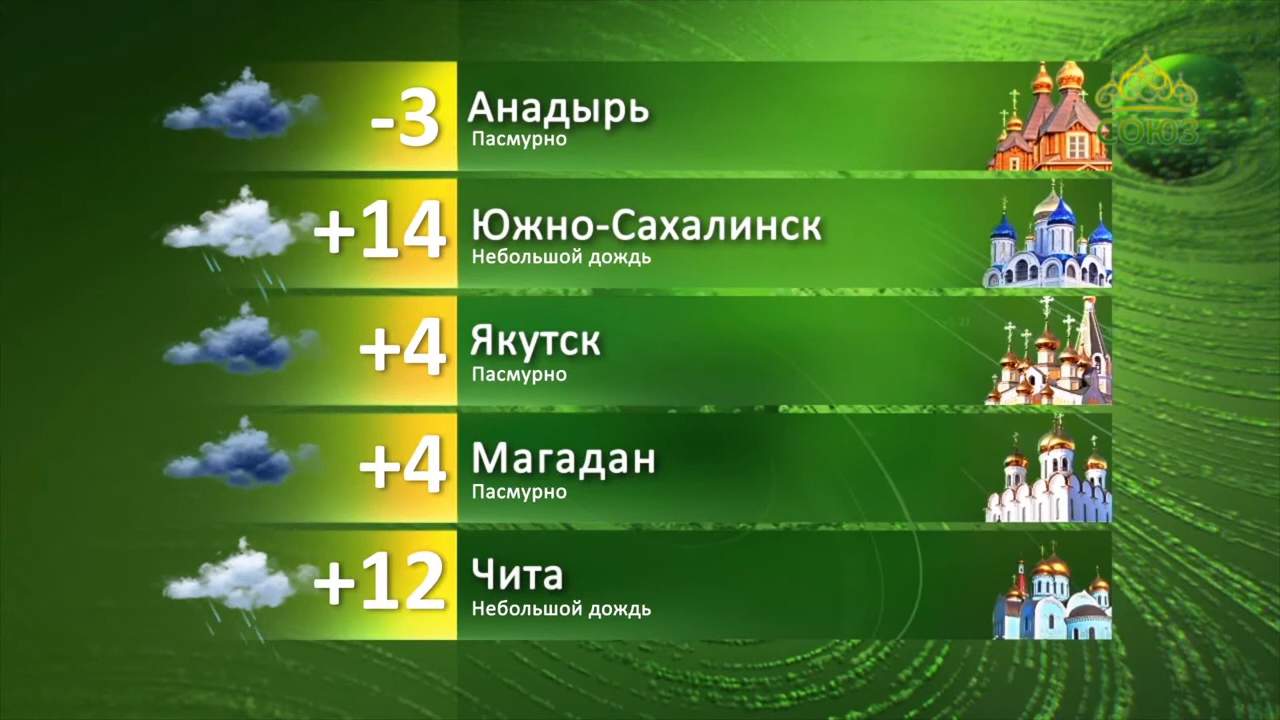 СОЮЗ
-3
Анадырь
Пасмурно
+14
Южно-Сахалинск
Небольшой дождь
+4
Якутск
Пасмурно
+4
Магадан
Пасмурно
+12
Чита
Небольшой дождь